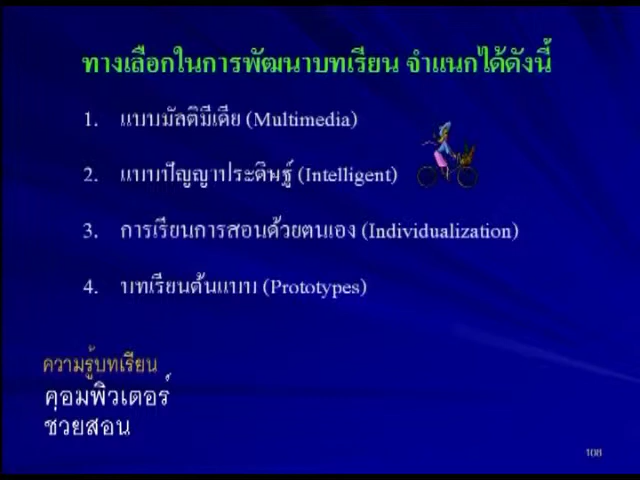 ทางเลือกในการพัฒนาบทเรียน จำแนกได้ดังนี้
1. แบบมัลติมีเดีย (Multimedia)
2. แบบปัญญาประดิษฐ์ (Intelligent)
3. การเรียนการสอนด้วยตนเอง (Individualization)
4. บทเรียนต้นแบบ (Prototypes)
ความรู้บทเรียน
คอมพิวเตอร์
ช่วยสอน
108